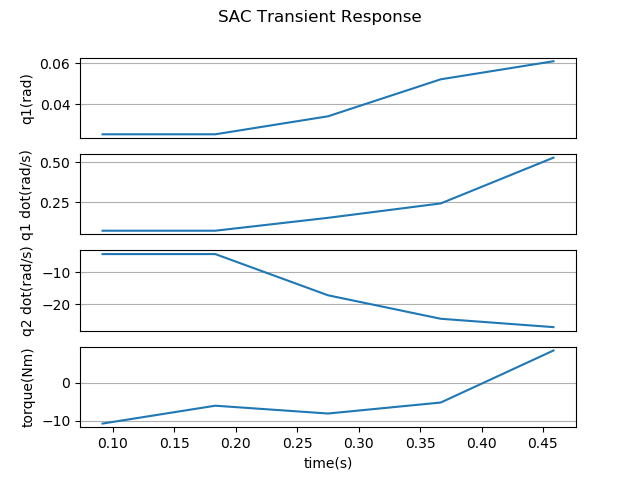 SAC Transient Response
0.06
0.04
q1(rad)
0.50
0.25
q1 dot(rad/s)
−10
−20
q2 dot(rad/s)
0
−10
torque(Nm)
0.10 0.15 0.20 0.25 0.30 0.35 0.40 0.45
time(s)